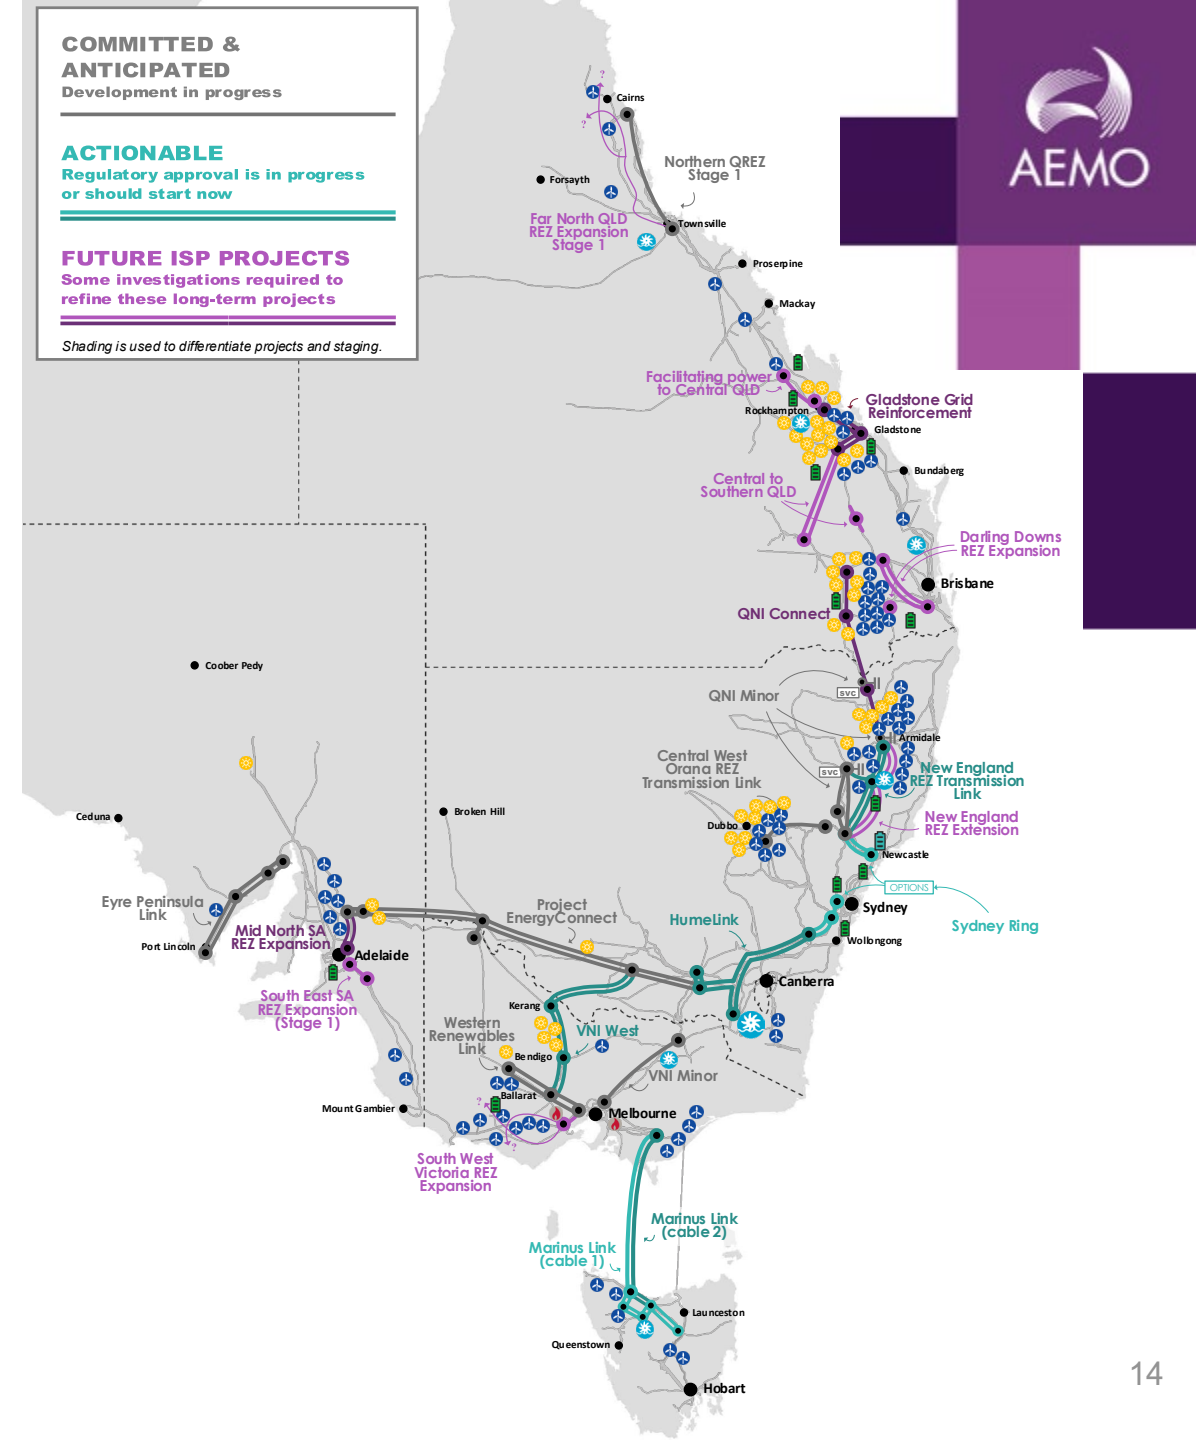 COMMITTED &
ANTICIPATED
Development in progress
ACTIONABLE
Regulatory approval is in progress
or should start now
FUTURE ISP PROJECTS
Some investigations required to
refine these long-term projects
Shading is used to differentiate projects and staging.
AEMO
?
Cairns
?
Northern QREZ
Stage 1
Forsayth
Far North QLD
REZ Expansion
Stage 1
Townsville
Proserpine
Mackay
Facilitating power
to Central QLD
Rockhampton
Gladstone Grid
Reinforcement
Gladstone
Bundaberg
Central to
Southern QLD
Darling Downs
REZ Expansion
Brisbane
QNI Connect
Coober Pedy
QNI Minor
svc
Armidale
Central West
Orana REZ
Transmission Link
svc
New England
REZ Transmission
Link
Broken Hill
Ceduna
Dubbo
New England
REZ Extension
Newcastle
OPTIONS
Eyre Peninsula
Link
Project
EnergyConnect
HumeLink
Sydney
Sydney Ring
Mid North SA
REZ Expansion
Port Lincoln
Adelaide
Wollongong
Canberra
South East SA
REZ Expansion
(Stage 1)
Kerang
Western
Renewables
Link
VNI West
Bendigo
VNI Minor
Ballarat
?
Mount Gambier
Melbourne
?
South West
Victoria REZ
Expansion
Marinus Link
(cable 2)
Marinus Link
(cable 1)
Launceston
Queenstown
Hobart
14